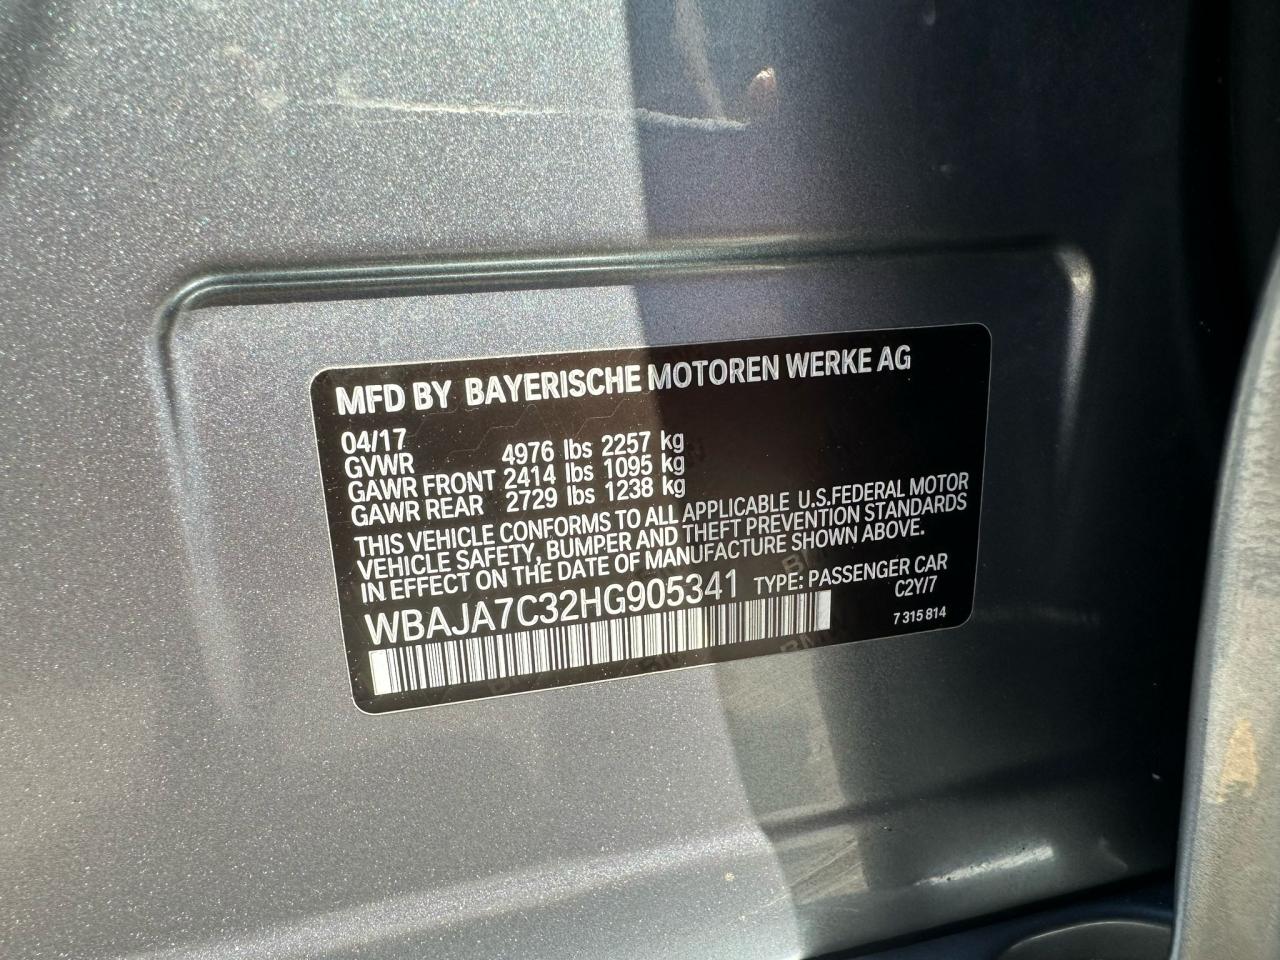 MFD BY BAYERISCHE MOTOREN WERKE AG
04/17
GVWR 4976 lbs 2257 kg
GAWR FRONT 2414 lbs 1095 kg
GAWR REAR 2729 lbs 1238 kg
THIS VEHICLE CONFORMS TO ALL APPLICABLE U.S.FEDERAL MOTOR
VEHICLE SAFETY, BUMPER AND THEFT PREVENTION STANDARDS
IN EFFECT ON THE DATE OF MANUFACTURE SHOWN ABOVE.
WBAJA7C32HG905341 TYPE: PASSENGER CAR
C2Y/7
7 315 814